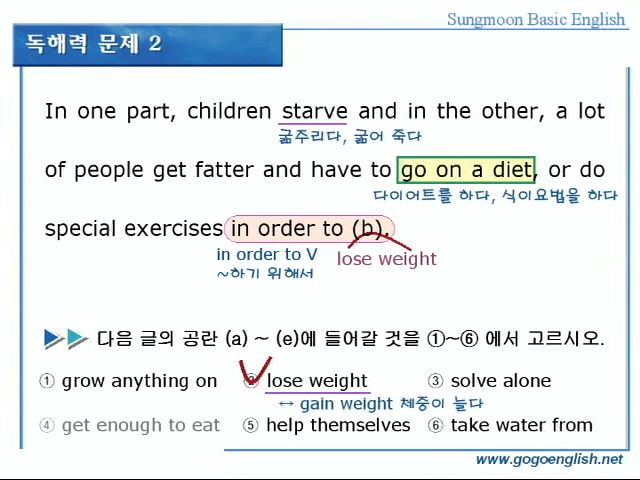 Sungmoon Basic English
독해력 문제 2
In one part, children starve and in the other, a lot
굶주리다, 굶어 죽다
of people get fatter and have to go on a diet, or do
다이어트를 하다, 식이요법을 하다
special exercises in order to (b).
in order to V
~하기 위해서
lose weight
다음 글의 공란 (a) ~ (e)에 들어갈 것을 ①~⑥ 에서 고르시오.
① grow anything on ② lose weight ③ solve alone
↔ gain weight 체중이 늘다
④ get enough to eat ⑤ help themselves ⑥ take water from
www.gogoenglish.net